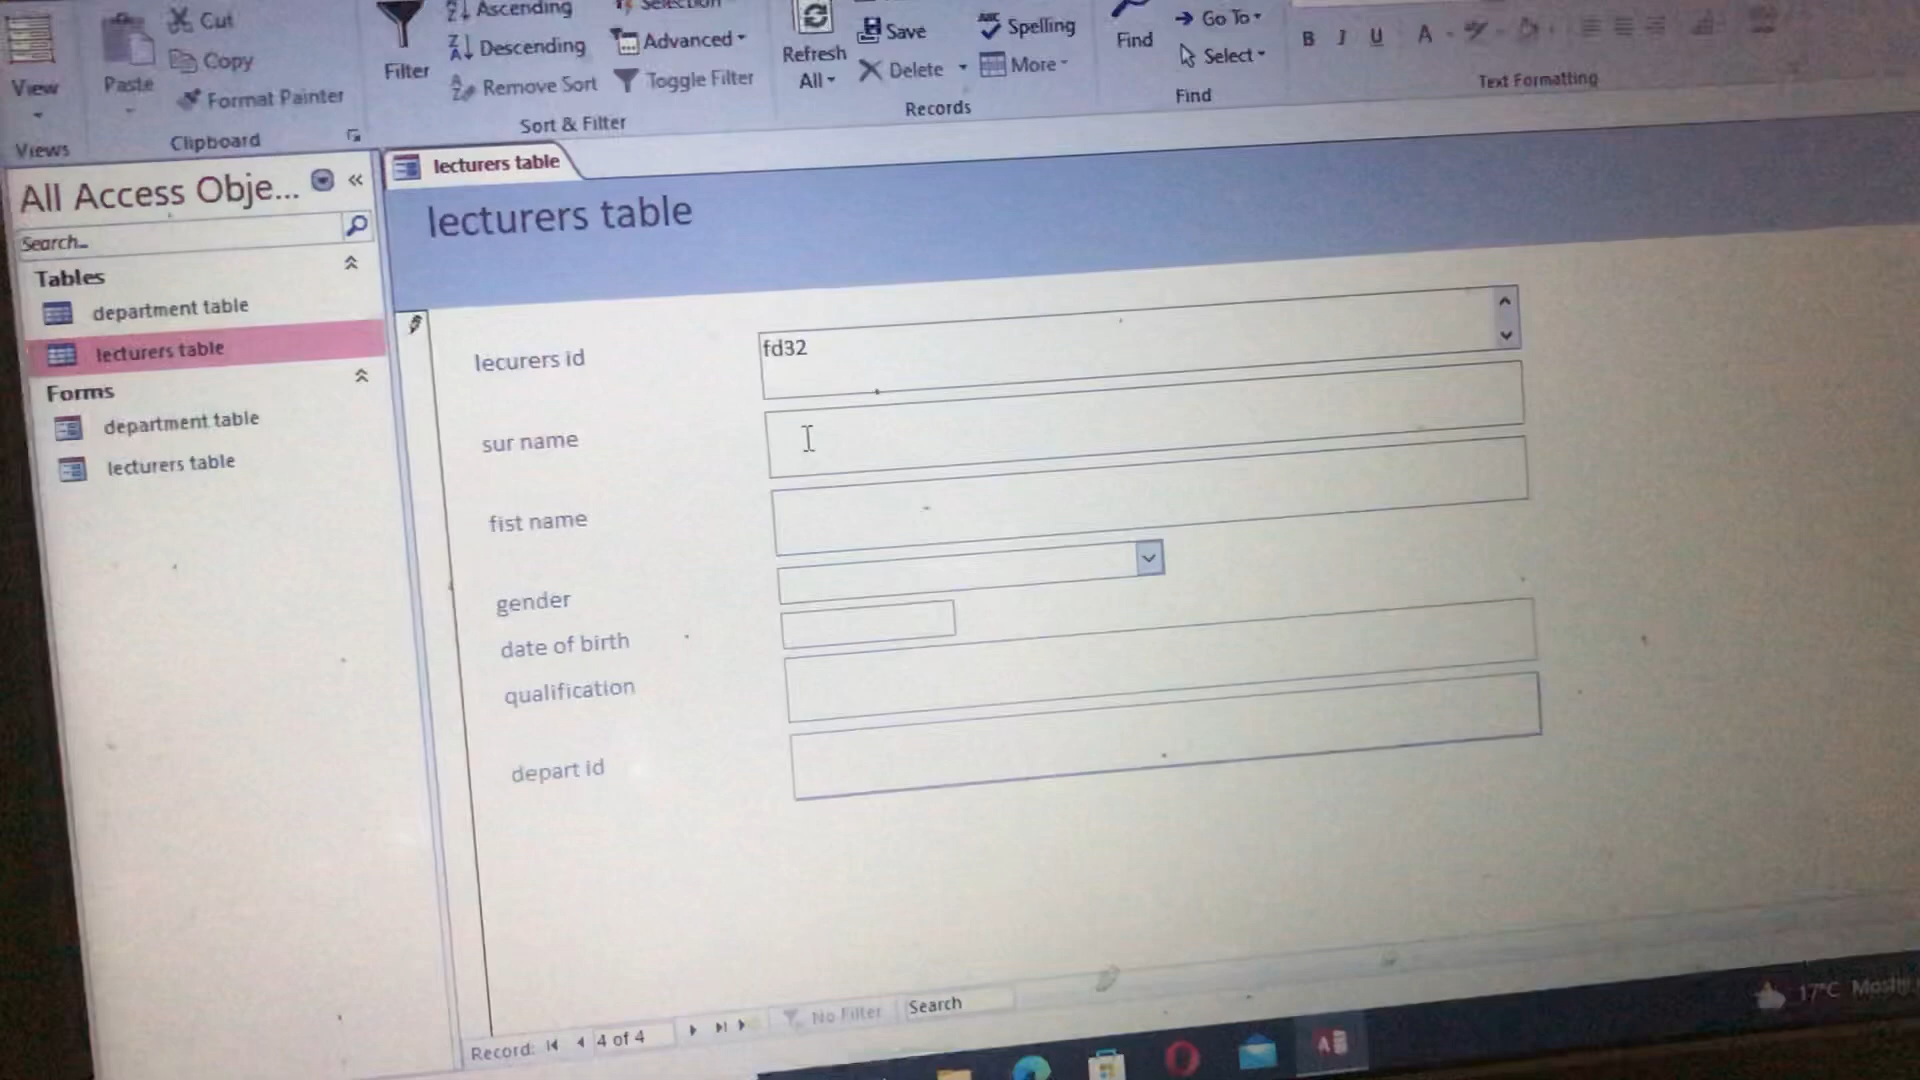 Cut
Ascending
Selection
Save
Spelling
Go To
View
Paste
Copy
Filter
Descending
Advanced
Refresh
All
Delete
More
Find
Select
B I U A
Format Painter
Remove Sort
Toggle Filter
Views
Clipboard
Sort & Filter
Records
Find
Text Formatting
All Access Obje...
«
lecturers table
Search...
lecturers table
Tables
department table
lecturers table
Forms
department table
lecturers table
lecurers id
fd32
sur name
fist name
gender
date of birth
qualification
depart id
Record:
4 of 4
No Filter
Search
17°C